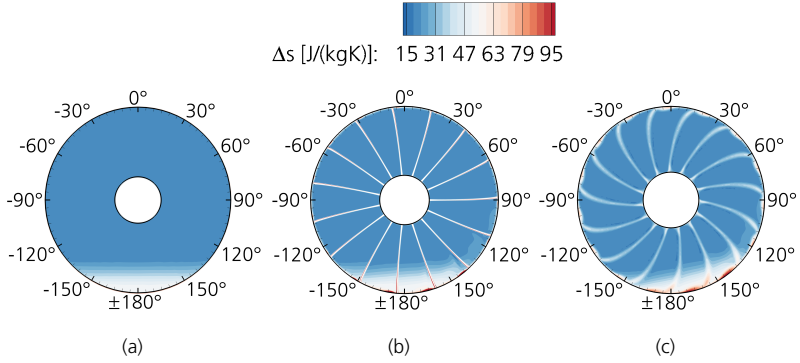 Δs [J/(kgK)]: 15 31 47 63 79 95
0° 0° 0°
-30° 30° -30° 30° -30° 30°
-60° 60° -60° 60° -60° 60°
-90° 90° -90° 90° -90° 90°
-120° 120° -120° 120° -120° 120°
-150° 150° -150° 150° -150° 150°
±180° ±180° ±180°
(a) (b) (c)